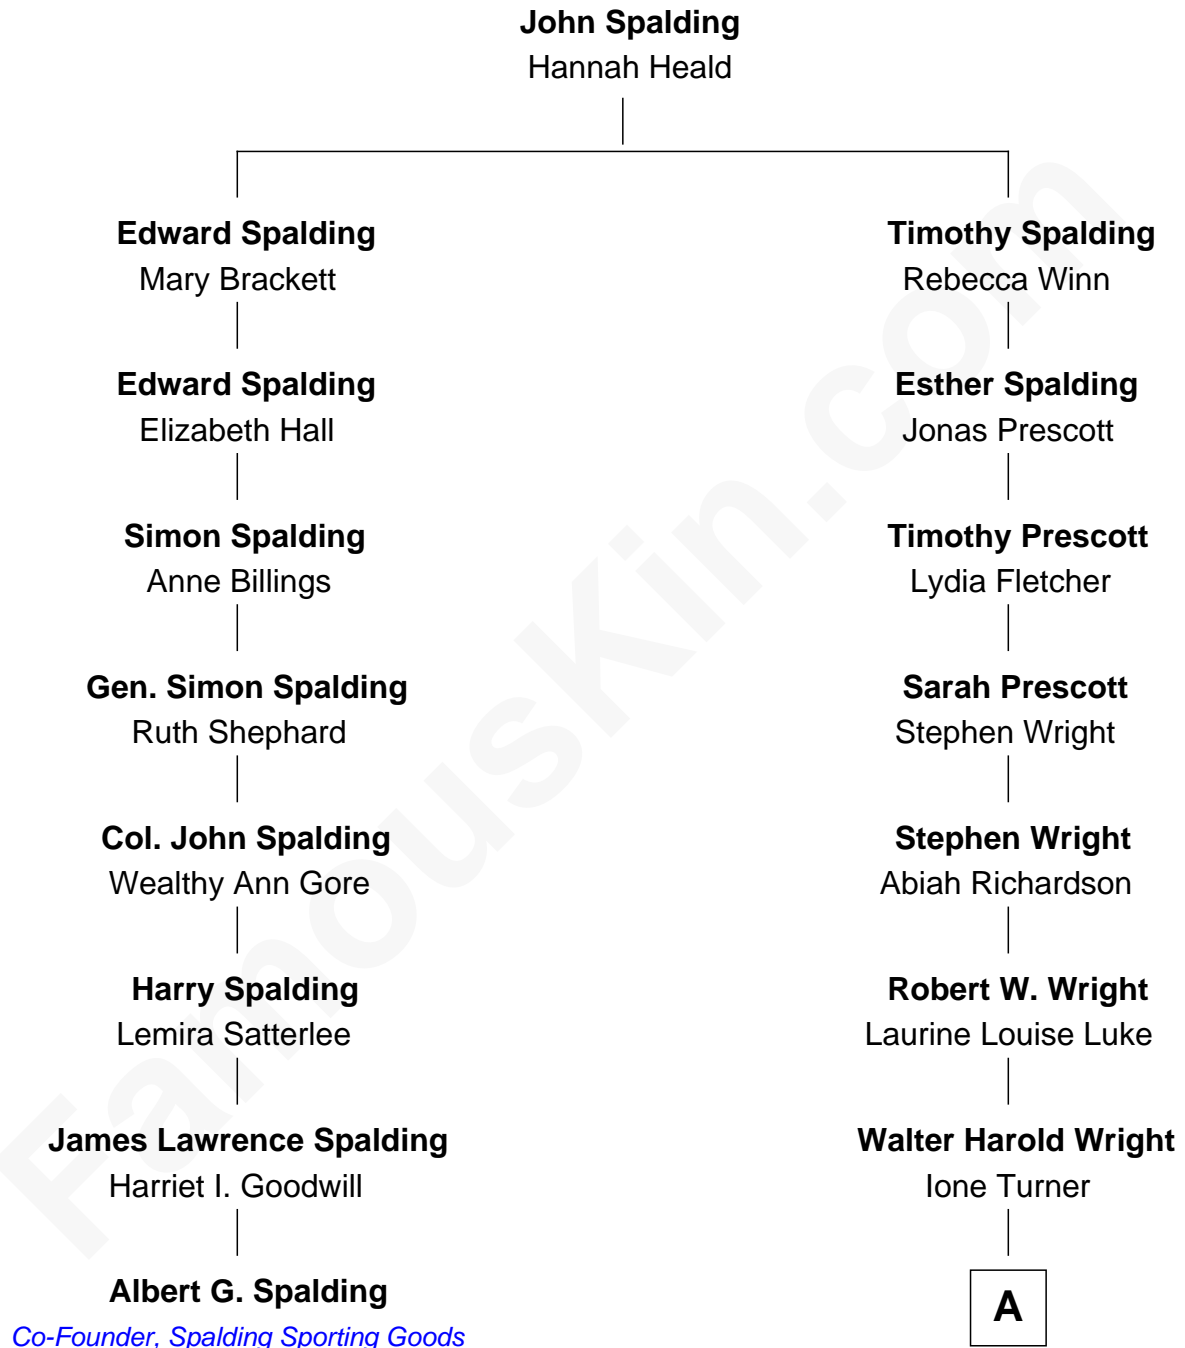 John Spalding
Hannah Heald
Edward Spalding
Mary Brackett
Timothy Spalding
Rebecca Winn
Edward Spalding
Elizabeth Hall
Esther Spalding
Jonas Prescott
Simon Spalding
Anne Billings
Timothy Prescott
Lydia Fletcher
Gen. Simon Spalding
Ruth Shephard
Sarah Prescott
Stephen Wright
Col. John Spalding
Wealthy Ann Gore
Stephen Wright
Abiah Richardson
Harry Spalding
Lemira Satterlee
Robert W. Wright
Laurine Louise Luke
James Lawrence Spalding
Harriet I. Goodwill
Walter Harold Wright
Ione Turner
Albert G. Spalding
Co-Founder, Spalding Sporting Goods
A
FamousKin.com